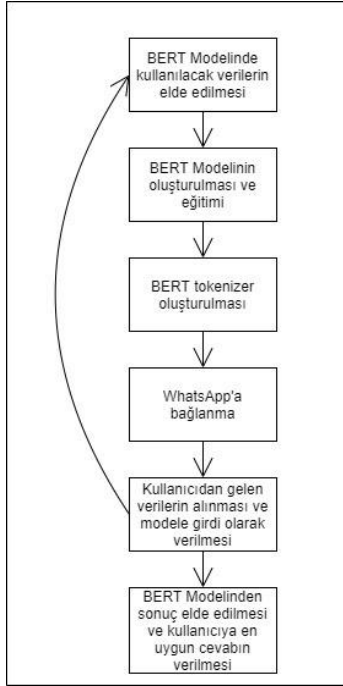 BERT Modelinde
kullanılacak verilerin
elde edilmesi
BERT Modelinin
oluşturulması ve
eğitimi
BERT tokenizer
oluşturulması
WhatsApp'a
bağlanma
Kullanıcıdan gelen
verilerin alınması ve
modele girdi olarak
verilmesi
BERT Modelinden
sonuç elde edilmesi
ve kullanıcıya en
uygun cevabın
verilmesi